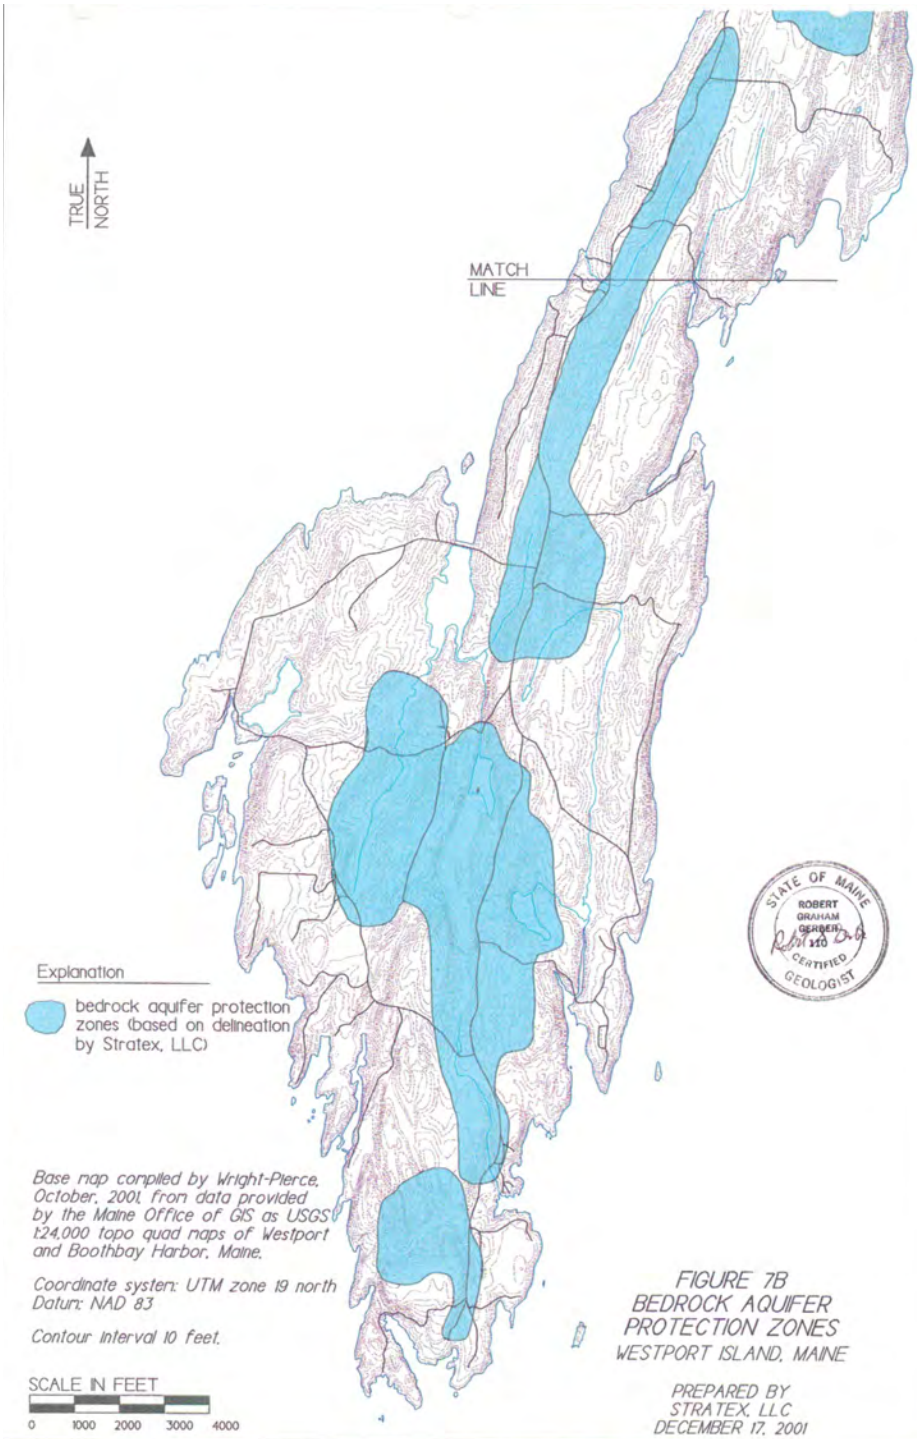 TRUE
NORTH
MATCH
LINE
STATE OF MAINE
ROBERT
GRAHAM
GERBER
110
CERTIFIED
GEOLOGIST
Explanation
bedrock aquifer protection
zones (based on delineation
by Stratex, LLC)
Base map compiled by Wright-Pierce,
October, 2001, from data provided
by the Maine Office of GIS as USGS
1:24,000 topo quad maps of Westport
and Boothbay Harbor, Maine.
Coordinate system: UTM zone 19 north
Datum: NAD 83
Contour interval 10 feet.
SCALE IN FEET
0 1000 2000 3000 4000
FIGURE 7B
BEDROCK AQUIFER
PROTECTION ZONES
WESTPORT ISLAND, MAINE
PREPARED BY
STRATEX, LLC
DECEMBER 17, 2001